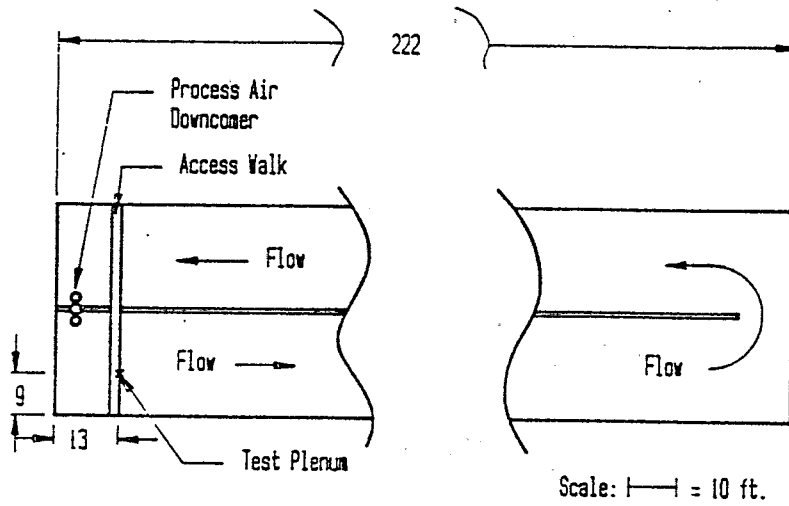 222
Process Air
Downcomer
Access Walk
Flow
Flow
Flow
9
13
Test Plenum
Scale: = 10 ft.